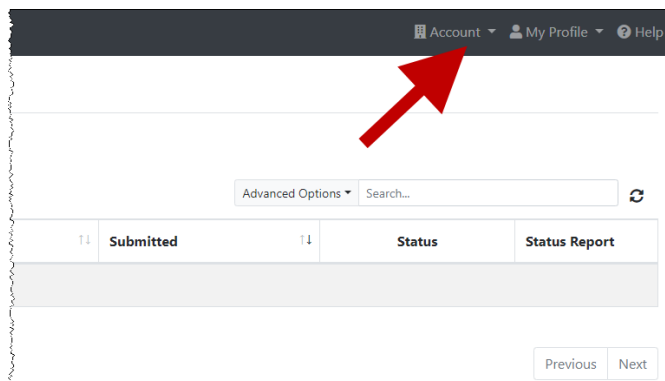 Account My Profile Help
Advanced Options Search...
Submitted Status Status Report
Previous Next